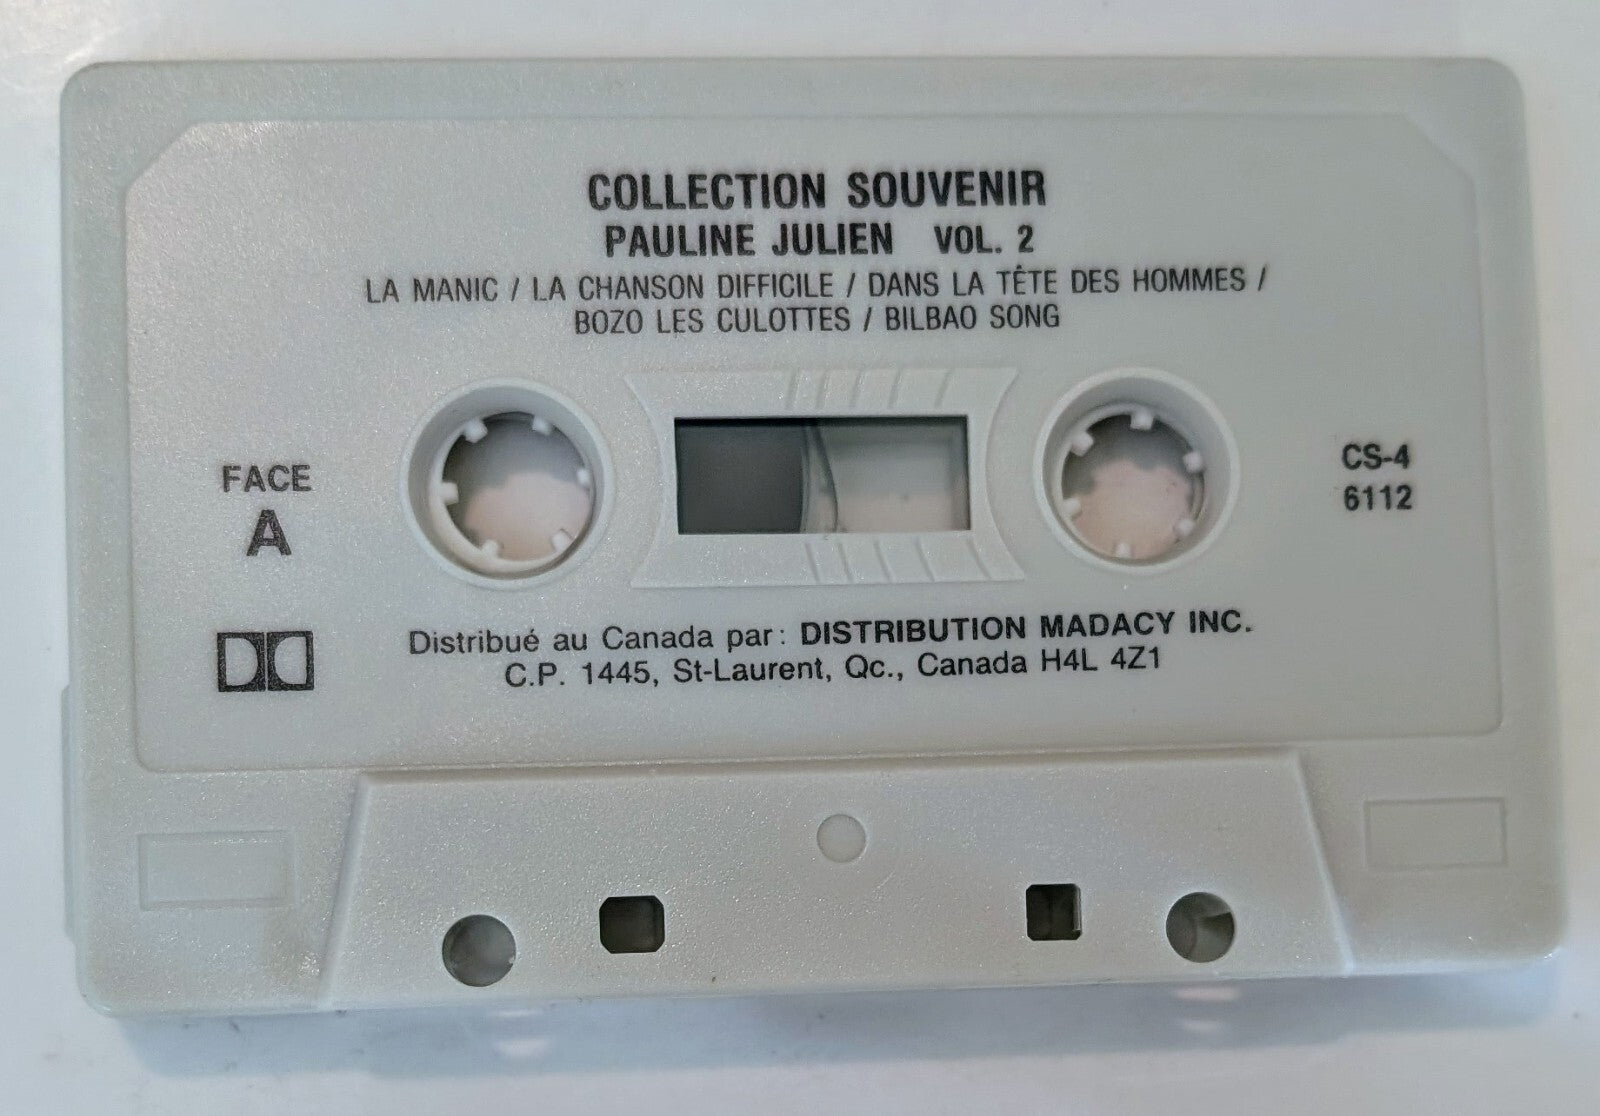 COLLECTION SOUVENIR
PAULINE JULIEN VOL. 2
LA MANIC / LA CHANSON DIFFICILE / DANS LA TÊTE DES HOMMES /
BOZO LES CULOTTES / BILBAO SONG
FACE
A
CS-4
6112
Distribué au Canada par: DISTRIBUTION MADACY INC.
C.P. 1445, St-Laurent, Qc., Canada H4L 4Z1